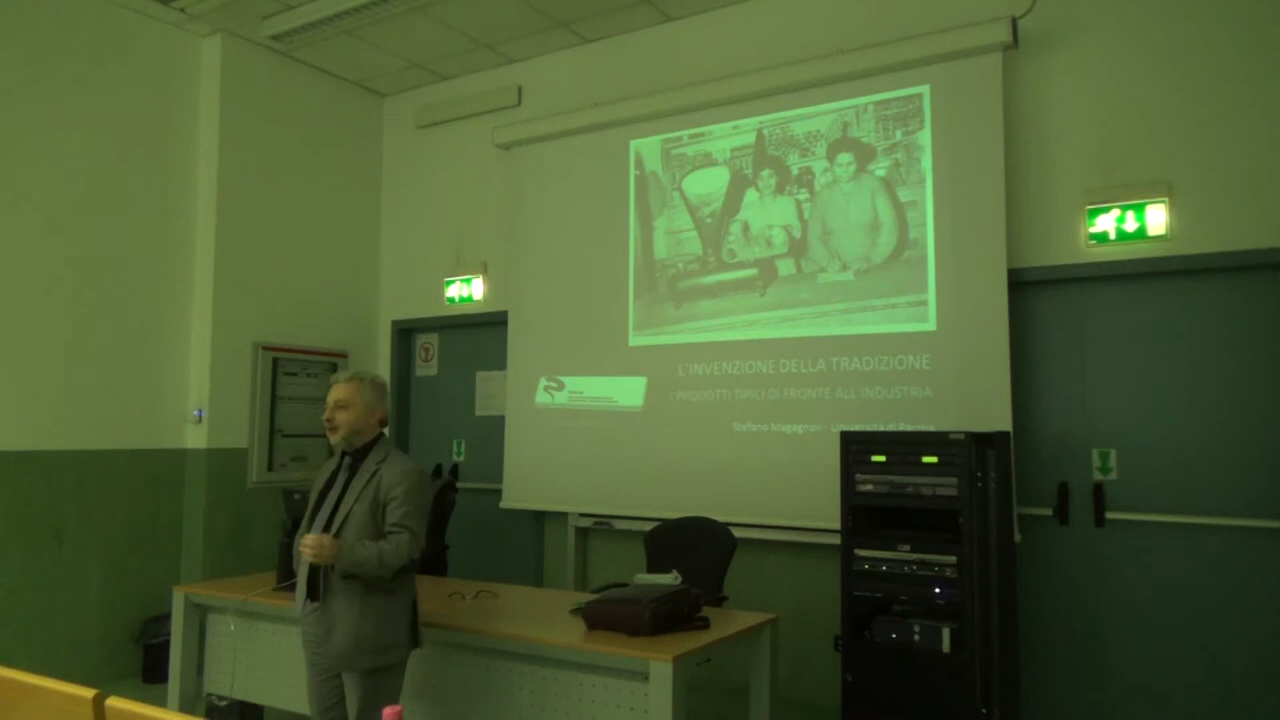 L'INVENZIONE DELLA TRADIZIONE
I PRODOTTI TIPICI DI FRONTE ALL'INDUSTRIA
Stefano Magagnoli - Università di Parma